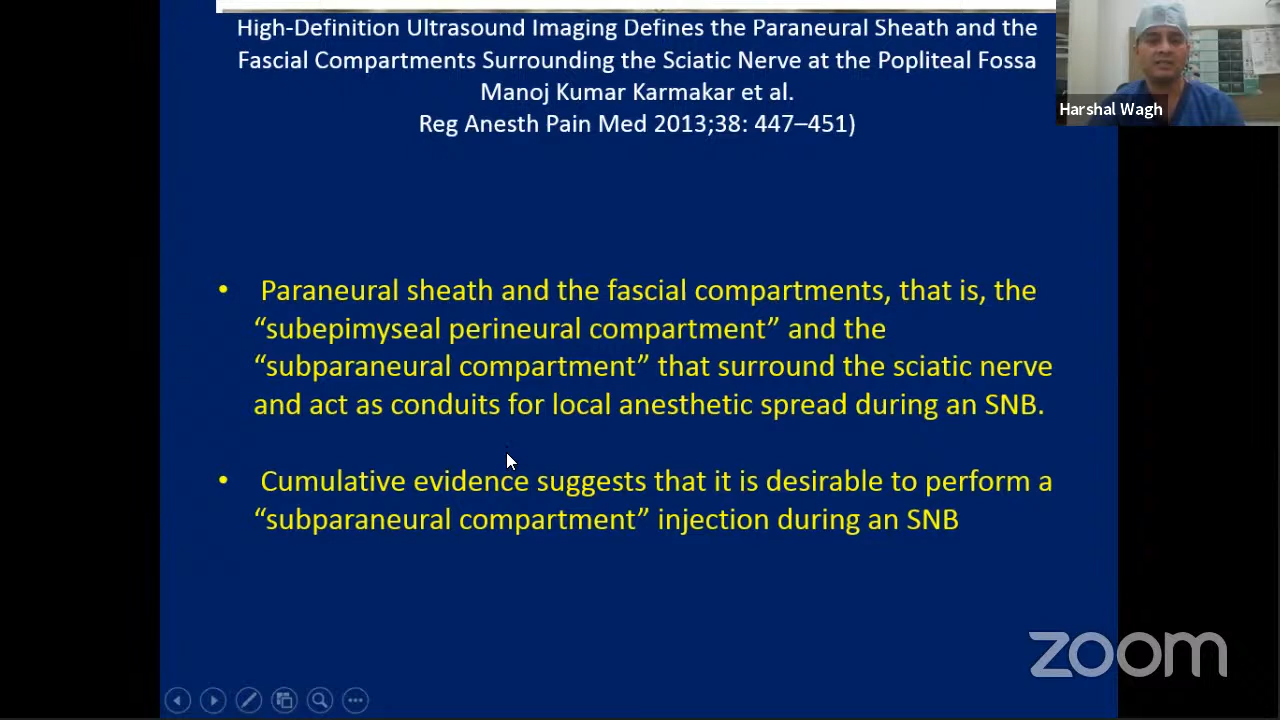 High-Definition Ultrasound Imaging Defines the Paraneural Sheath and the
Fascial Compartments Surrounding the Sciatic Nerve at the Popliteal Fossa
Manoj Kumar Karmakar et al.
Reg Anesth Pain Med 2013;38: 447–451)
Harshal Wagh
• Paraneural sheath and the fascial compartments, that is, the
“subepimyseal perineural compartment” and the
“subparaneural compartment” that surround the sciatic nerve
and act as conduits for local anesthetic spread during an SNB.
• Cumulative evidence suggests that it is desirable to perform a
“subparaneural compartment” injection during an SNB
zoom